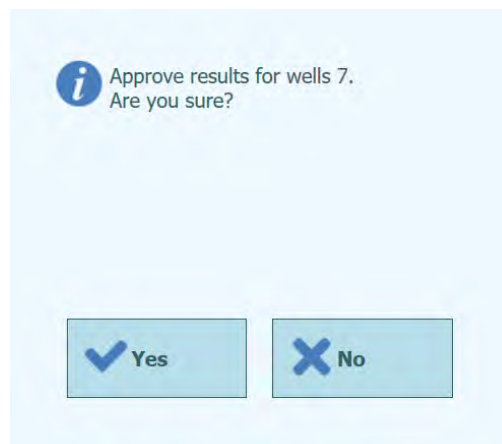 Approve results for wells 7.
Are you sure?
Yes
No